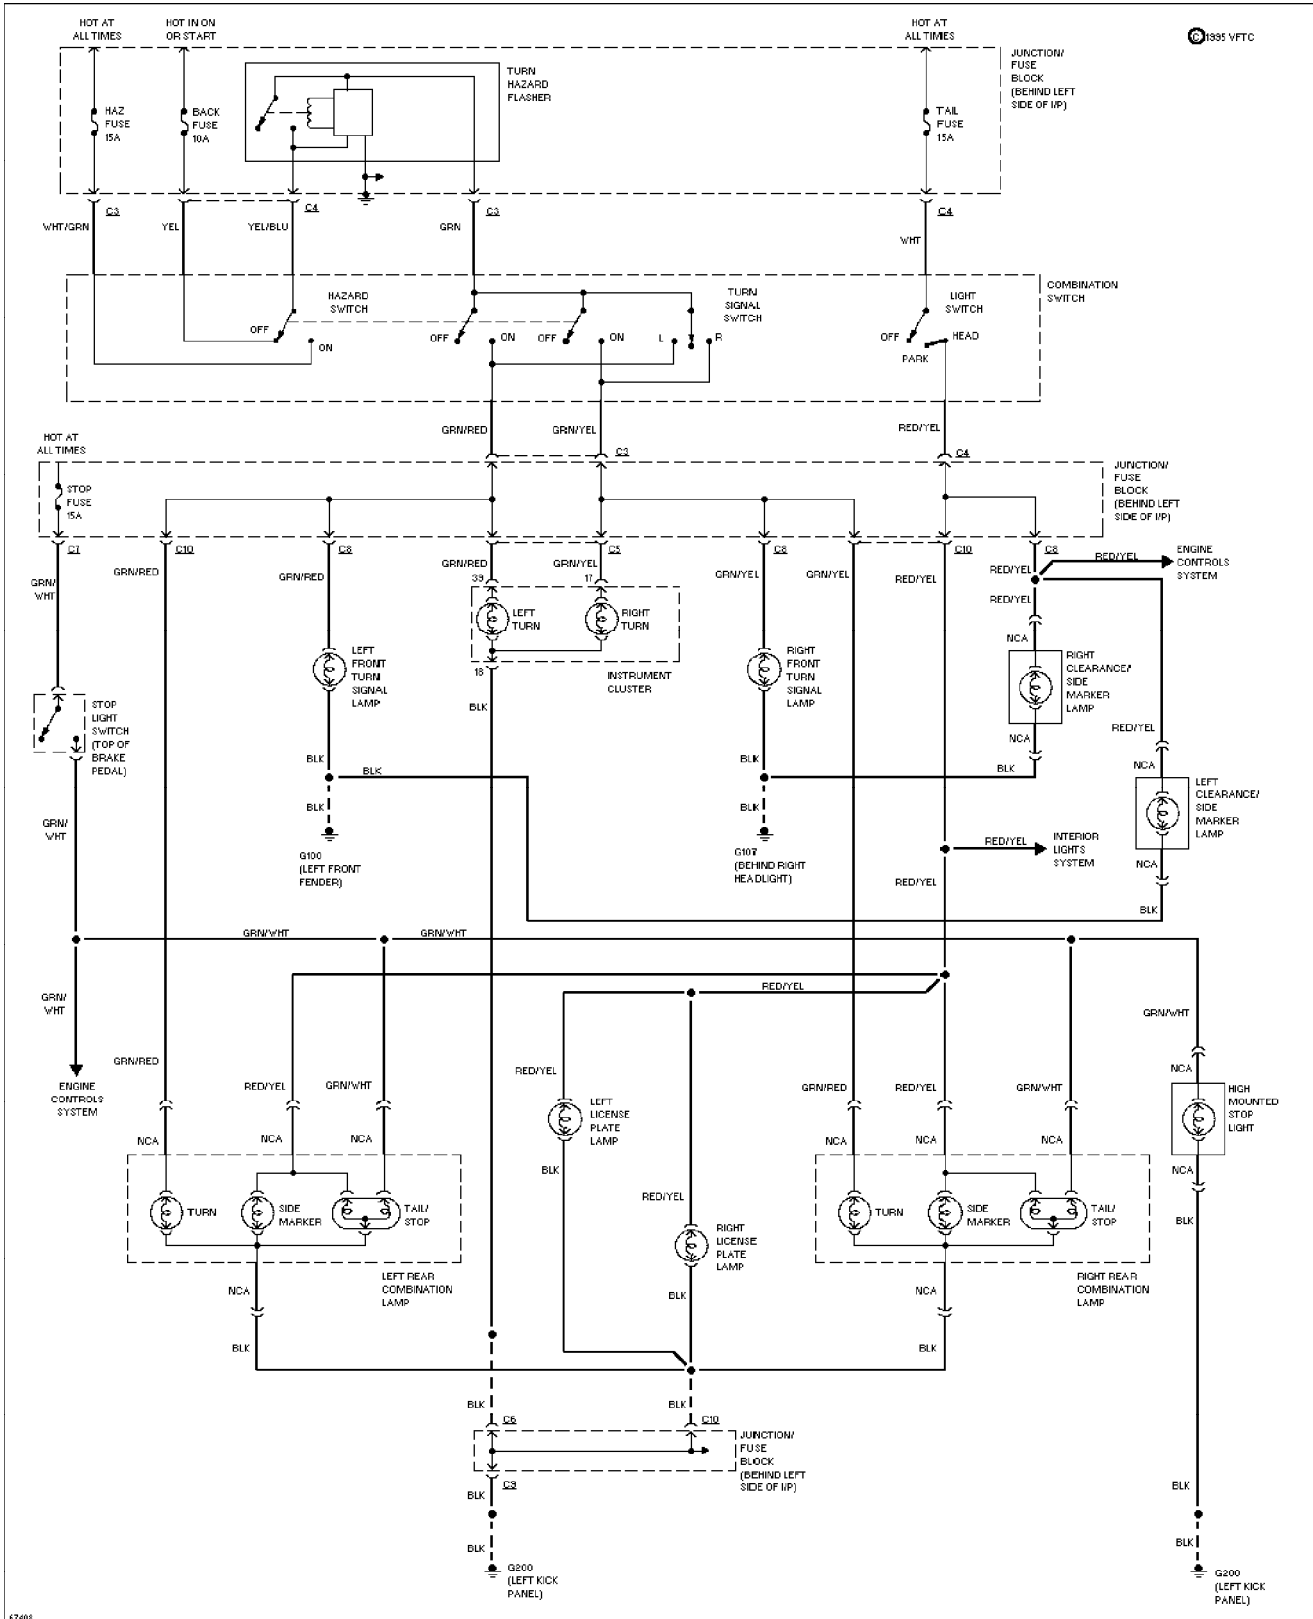 HOT AT
ALL TIMES
HOT IN ON
OR START
HOT AT
ALL TIMES
© 1995 VFTC
HAZ
FUSE
15A
BACK
FUSE
10A
TURN
HAZARD
FLASHER
TAIL
FUSE
15A
JUNCTION/
FUSE
BLOCK
(BEHIND LEFT
SIDE OF I/P)
C3
C4
C3
C4
WHT/GRN
YEL
YEL/BLU
GRN
WHT
HAZARD
SWITCH
TURN
SIGNAL
SWITCH
LIGHT
SWITCH
COMBINATION
SWITCH
OFF
ON
OFF
ON
OFF
ON
L
R
OFF
HEAD
PARK
GRN/RED
GRN/YEL
RED/YEL
HOT AT
ALL TIMES
C3
C4
STOP
FUSE
15A
JUNCTION/
FUSE
BLOCK
(BEHIND LEFT
SIDE OF I/P)
C7
C10
C8
C5
C8
C10
C8
GRN/
WHT
GRN/RED
GRN/RED
GRN/RED
GRN/YEL
GRN/YEL
GRN/YEL
RED/YEL
RED/YEL
RED/YEL
ENGINE
CONTROLS
SYSTEM
39
17
RED/YEL
LEFT
TURN
RIGHT
TURN
NCA
LEFT
FRONT
TURN
SIGNAL
LAMP
RIGHT
FRONT
TURN
SIGNAL
LAMP
RIGHT
CLEARANCE/
SIDE
MARKER
LAMP
18
INSTRUMENT
CLUSTER
STOP
LIGHT
SWITCH
(TOP OF
BRAKE
PEDAL)
BLK
RED/YEL
NCA
BLK
BLK
BLK
BLK
NCA
LEFT
CLEARANCE/
SIDE
MARKER
LAMP
BLK
BLK
GRN/
WHT
G100
(LEFT FRONT
FENDER)
G107
(BEHIND RIGHT
HEADLIGHT)
RED/YEL
INTERIOR
LIGHTS
SYSTEM
NCA
RED/YEL
BLK
GRN/WHT
GRN/WHT
RED/YEL
GRN/
WHT
GRN/WHT
GRN/RED
ENGINE
CONTROLS
SYSTEM
RED/YEL
GRN/WHT
RED/YEL
GRN/RED
RED/YEL
GRN/WHT
NCA
LEFT
LICENSE
PLATE
LAMP
HIGH
MOUNTED
STOP
LIGHT
NCA
NCA
NCA
NCA
NCA
NCA
BLK
NCA
RED/YEL
TURN
SIDE
MARKER
TAIL/
STOP
TURN
SIDE
MARKER
TAIL/
STOP
BLK
RIGHT
LICENSE
PLATE
LAMP
LEFT REAR
COMBINATION
LAMP
RIGHT REAR
COMBINATION
LAMP
NCA
BLK
NCA
BLK
BLK
BLK
BLK
C6
C10
JUNCTION/
FUSE
BLOCK
(BEHIND LEFT
SIDE OF I/P)
C9
BLK
BLK
BLK
BLK
G200
(LEFT KICK
PANEL)
G200
(LEFT KICK
PANEL)